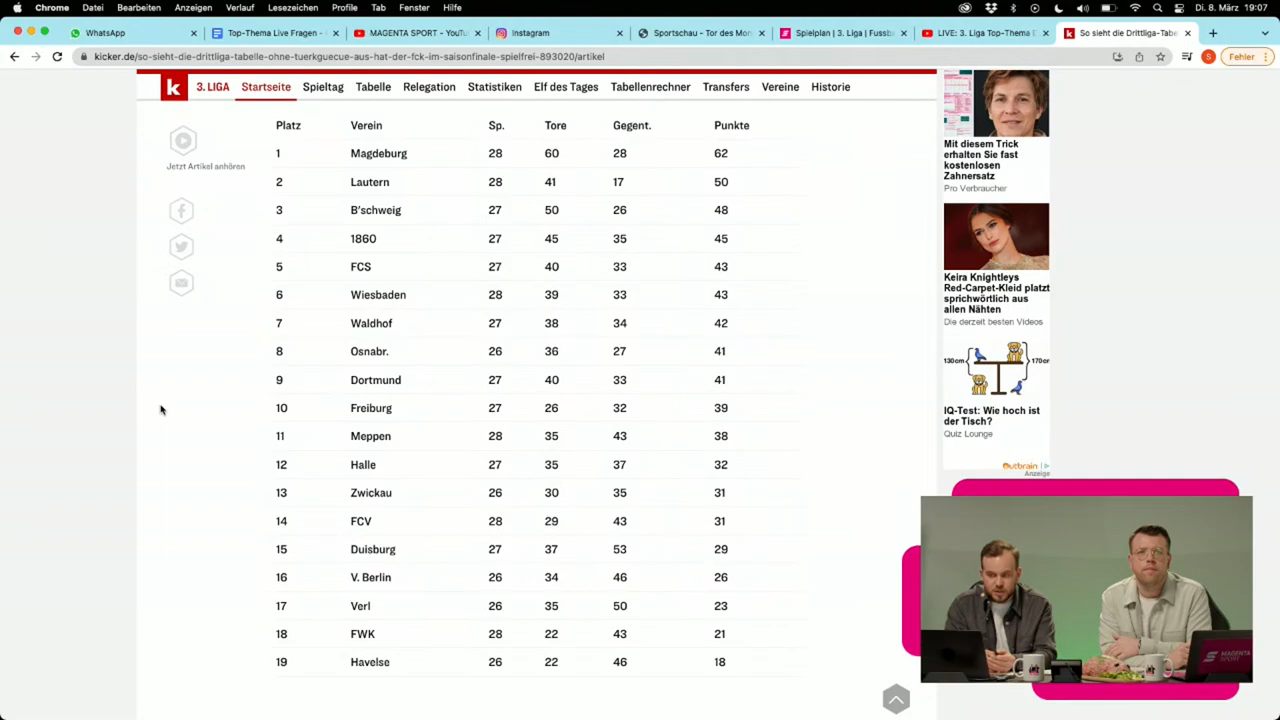 Chrome Datei Bearbeiten Anzeigen Verlauf Lesezeichen Profile Tab Fenster Hilfe Di. 8. März 19:07
WhatsApp Top-Thema Live Fragen - MAGENTA SPORT - YouTu Instagram Sportschau - Tor des Mon Spielplan | 3. Liga | Fussb LIVE: 3. Liga Top-Thema E So sieht die Drittliga-Tabe
kicker.de/so-sieht-die-drittliga-tabelle-ohne-tuerkguecue-aus-hat-der-fck-im-saisonfinale-spielfrei-893020/artikel S Fehler
k 3. LIGA Startseite Spieltag Tabelle Relegation Statistiken Elf des Tages Tabellenrechner Transfers Vereine Historie
Jetzt Artikel anhören
Platz Verein Sp. Tore Gegent. Punkte
1 Magdeburg 28 60 28 62
2 Lautern 28 41 17 50
3 B'schweig 27 50 26 48
4 1860 27 45 35 45
5 FCS 27 40 33 43
6 Wiesbaden 28 39 33 43
7 Waldhof 27 38 34 42
8 Osnabr. 26 36 27 41
9 Dortmund 27 40 33 41
10 Freiburg 27 26 32 39
11 Meppen 28 35 43 38
12 Halle 27 35 37 32
13 Zwickau 26 30 35 31
14 FCV 28 29 43 31
15 Duisburg 27 37 53 29
16 V. Berlin 26 34 46 26
17 Verl 26 35 50 23
18 FWK 28 22 43 21
19 Havelse 26 22 46 18
Mit diesem Trick
erhalten Sie fast
kostenlosen
Zahnersatz
Pro Verbraucher
Keira Knightleys
Red-Carpet-Kleid platzt
sprichwörtlich aus
allen Nähten
Die derzeit besten Videos
130cm 170cm
IQ-Test: Wie hoch ist
der Tisch?
Quiz Lounge
Outbrain
Anzeige
MAGENTA
SPORT